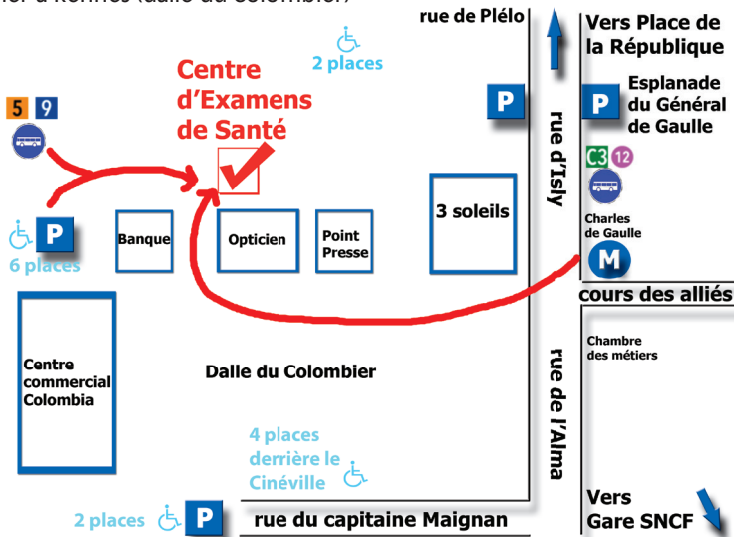 rue de Plélo
Vers Place de
la République
2 places
Centre
d'Examens
de Santé
P
P
Esplanade
du Général
de Gaulle
5 9
rue d'Isly
C3 12
Charles
de Gaulle
M
P
6 places
Banque
Opticien
Point
Presse
3 soleils
cours des alliés
Centre
commercial
Colombia
Dalle du Colombier
rue de l'Alma
Chambre
des métiers
4 places
derrière le
Cinéville
2 places
P
rue du capitaine Maignan
Vers
Gare SNCF